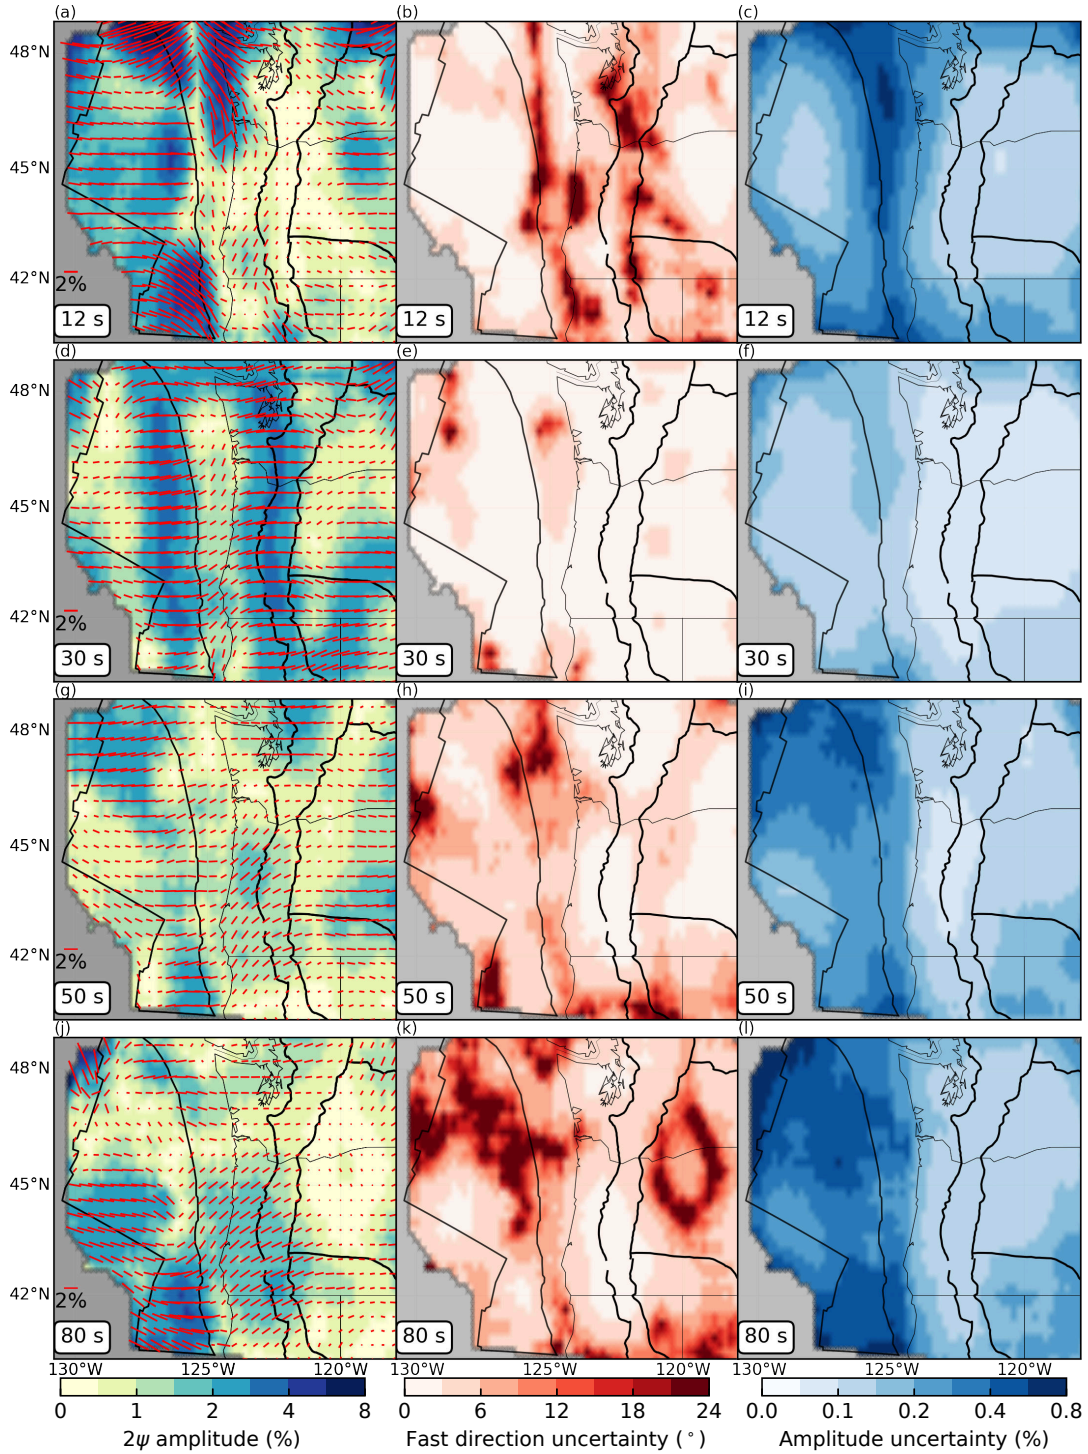 (a) (b) (c)
48°N
45°N
42°N
2%
12 s 12 s 12 s
(d) (e) (f)
48°N
45°N
42°N
2%
30 s 30 s 30 s
(g) (h) (i)
48°N
45°N
42°N
2%
50 s 50 s 50 s
(j) (k) (l)
48°N
45°N
42°N
2%
80 s 80 s 80 s
130°W 125°W 120°W 125°W 120°W 125°W 120°W
0 1 2 4 8 0 6 12 18 24 0.0 0.1 0.2 0.4 0.8
2ψ amplitude (%) Fast direction uncertainty (°) Amplitude uncertainty (%)